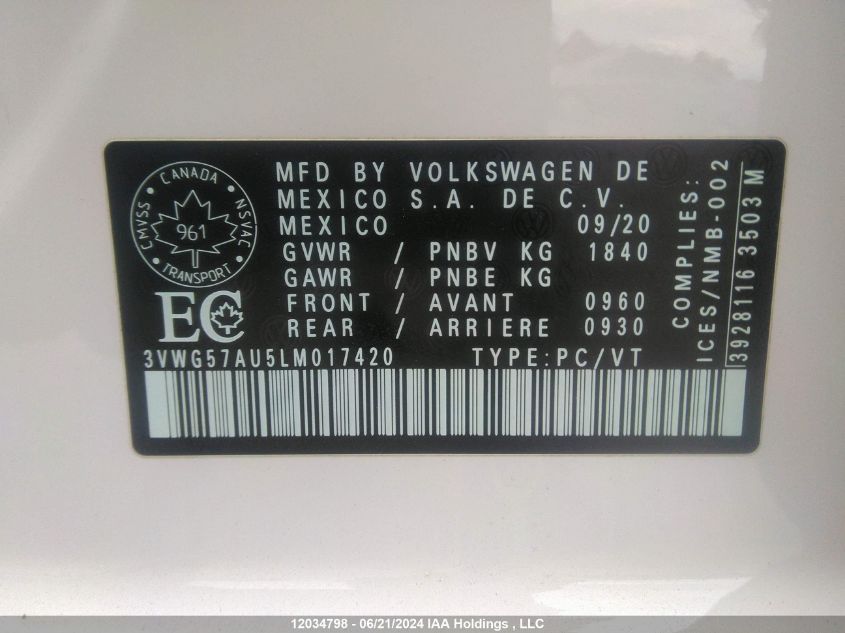 CMVSS · CANADA · NSVAC
961
TRANSPORT
EC
MFD BY VOLKSWAGEN DE
MEXICO S.A. DE C.V.
MEXICO 09/20
GVWR / PNBV KG 1840
GAWR / PNBE KG
FRONT / AVANT 0960
REAR / ARRIERE 0930
3VWG57AU5LM017420 TYPE:PC/VT
COMPLIES:
ICES/NMB-002
3928116 3503 M
12034798 - 06/21/2024 IAA Holdings , LLC